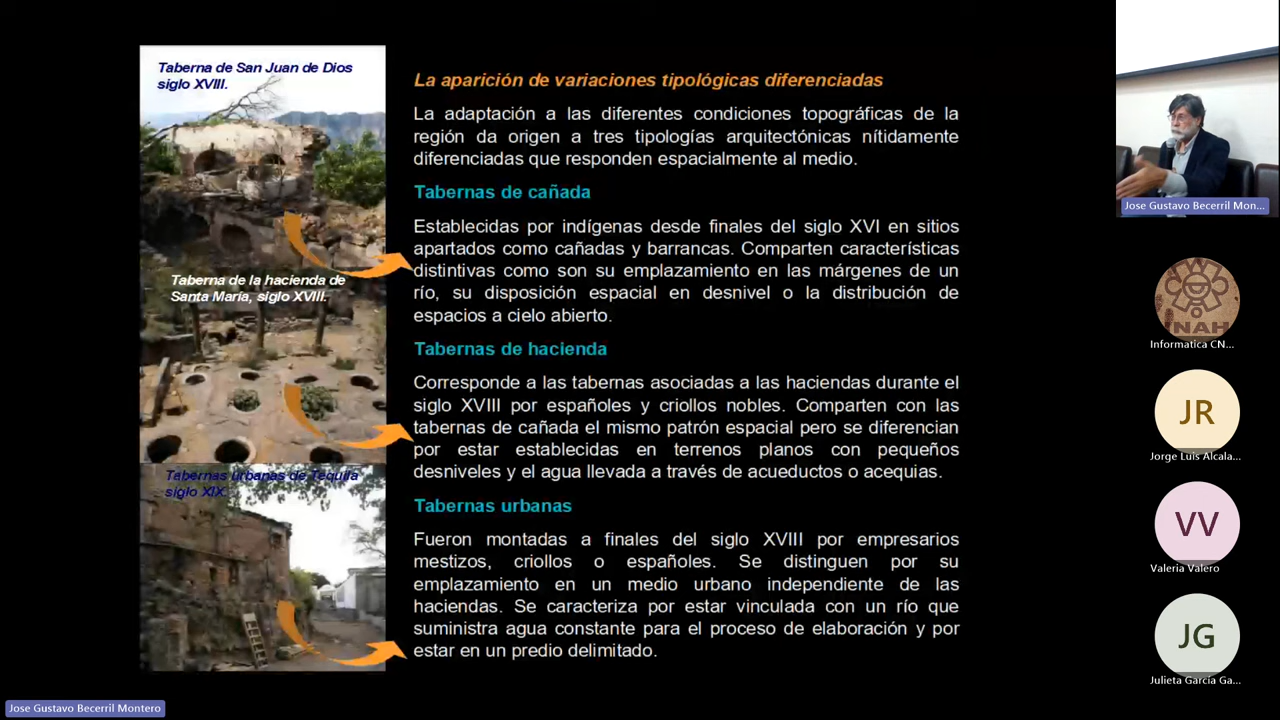 Taberna de San Juan de Dios
siglo XVIII.
Taberna de la hacienda de
Santa María, siglo XVIII.
Tabernas urbanas de Tequila
siglo XIX.
La aparición de variaciones tipológicas diferenciadas
La adaptación a las diferentes condiciones topográficas de la
región da origen a tres tipologías arquitectónicas nítidamente
diferenciadas que responden espacialmente al medio.
Tabernas de cañada
Establecidas por indígenas desde finales del siglo XVI en sitios
apartados como cañadas y barrancas. Comparten características
distintivas como son su emplazamiento en las márgenes de un
río, su disposición espacial en desnivel o la distribución de
espacios a cielo abierto.
Tabernas de hacienda
Corresponde a las tabernas asociadas a las haciendas durante el
siglo XVIII por españoles y criollos nobles. Comparten con las
tabernas de cañada el mismo patrón espacial pero se diferencian
por estar establecidas en terrenos planos con pequeños
desniveles y el agua llevada a través de acueductos o acequias.
Tabernas urbanas
Fueron montadas a finales del siglo XVIII por empresarios
mestizos, criollos o españoles. Se distinguen por su
emplazamiento en un medio urbano independiente de las
haciendas. Se caracteriza por estar vinculada con un río que
suministra agua constante para el proceso de elaboración y por
estar en un predio delimitado.
Jose Gustavo Becerril Mon...
INAH
Informatica CN...
JR
Jorge Luis Alcala...
VV
Valeria Valero
JG
Julieta García Ga...
Jose Gustavo Becerril Montero